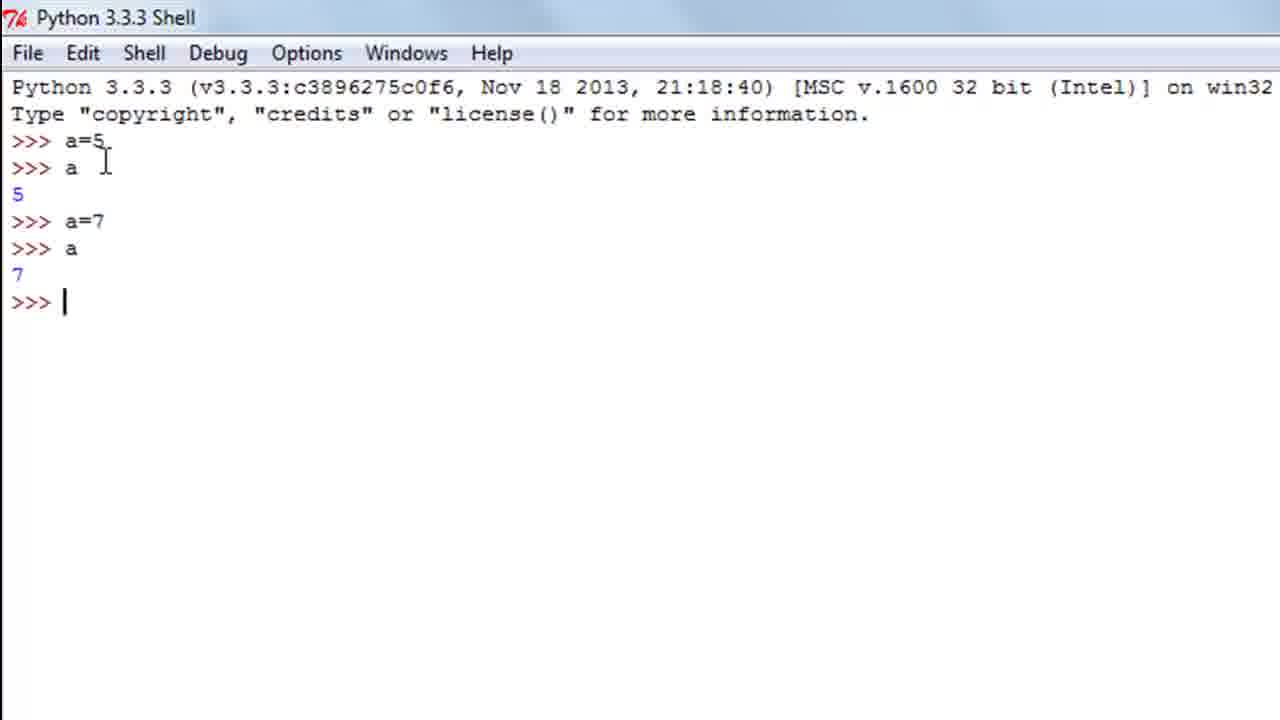 Python 3.3.3 Shell
File Edit Shell Debug Options Windows Help
Python 3.3.3 (v3.3.3:c3896275c0f6, Nov 18 2013, 21:18:40) [MSC v.1600 32 bit (Intel)] on win32
Type "copyright", "credits" or "license()" for more information.
>>> a=5
>>> a
5
>>> a=7
>>> a
7
>>>